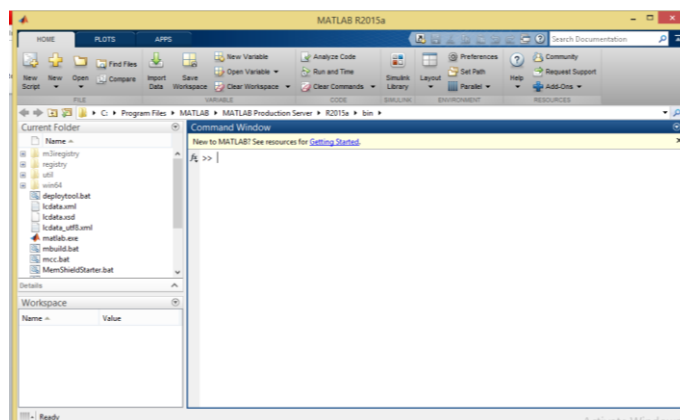 MATLAB R2015a
HOME PLOTS APPS Search Documentation
New Script New Open Find Files Compare Import Data Save Workspace New Variable Open Variable Clear Workspace Analyze Code Run and Time Clear Commands Simulink Library Layout Preferences Set Path Parallel Help Community Request Support Add-Ons
FILE VARIABLE CODE SIMULINK ENVIRONMENT RESOURCES
C: Program Files MATLAB MATLAB Production Server R2015a bin
Current Folder
Name
m3iregistry
registry
util
win64
deploytool.bat
lcdata.xml
lcdata.xsd
lcdata_utf8.xml
matlab.exe
mbuild.bat
mcc.bat
MemShieldStarter.bat
Details
Workspace
Name Value
Command Window
New to MATLAB? See resources for Getting Started.
fx >>
Ready